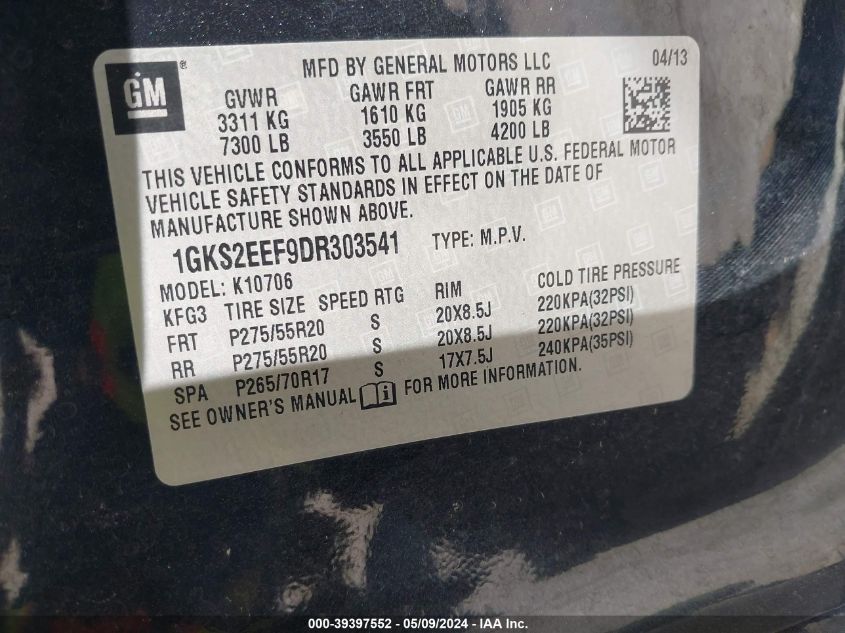 GM ®
MFD BY GENERAL MOTORS LLC 04/13
GVWR GAWR FRT GAWR RR
3311 KG 1610 KG 1905 KG
7300 LB 3550 LB 4200 LB
THIS VEHICLE CONFORMS TO ALL APPLICABLE U.S. FEDERAL MOTOR
VEHICLE SAFETY STANDARDS IN EFFECT ON THE DATE OF
MANUFACTURE SHOWN ABOVE.
1GKS2EEF9DR303541 TYPE: M.P.V.
MODEL: K10706
KFG3 TIRE SIZE SPEED RTG RIM COLD TIRE PRESSURE
FRT P275/55R20 S 20X8.5J 220KPA(32PSI)
RR P275/55R20 S 20X8.5J 220KPA(32PSI)
SPA P265/70R17 S 17X7.5J 240KPA(35PSI)
SEE OWNER'S MANUAL i FOR MORE INFORMATION.
000-39397552 - 05/09/2024 - IAA Inc.